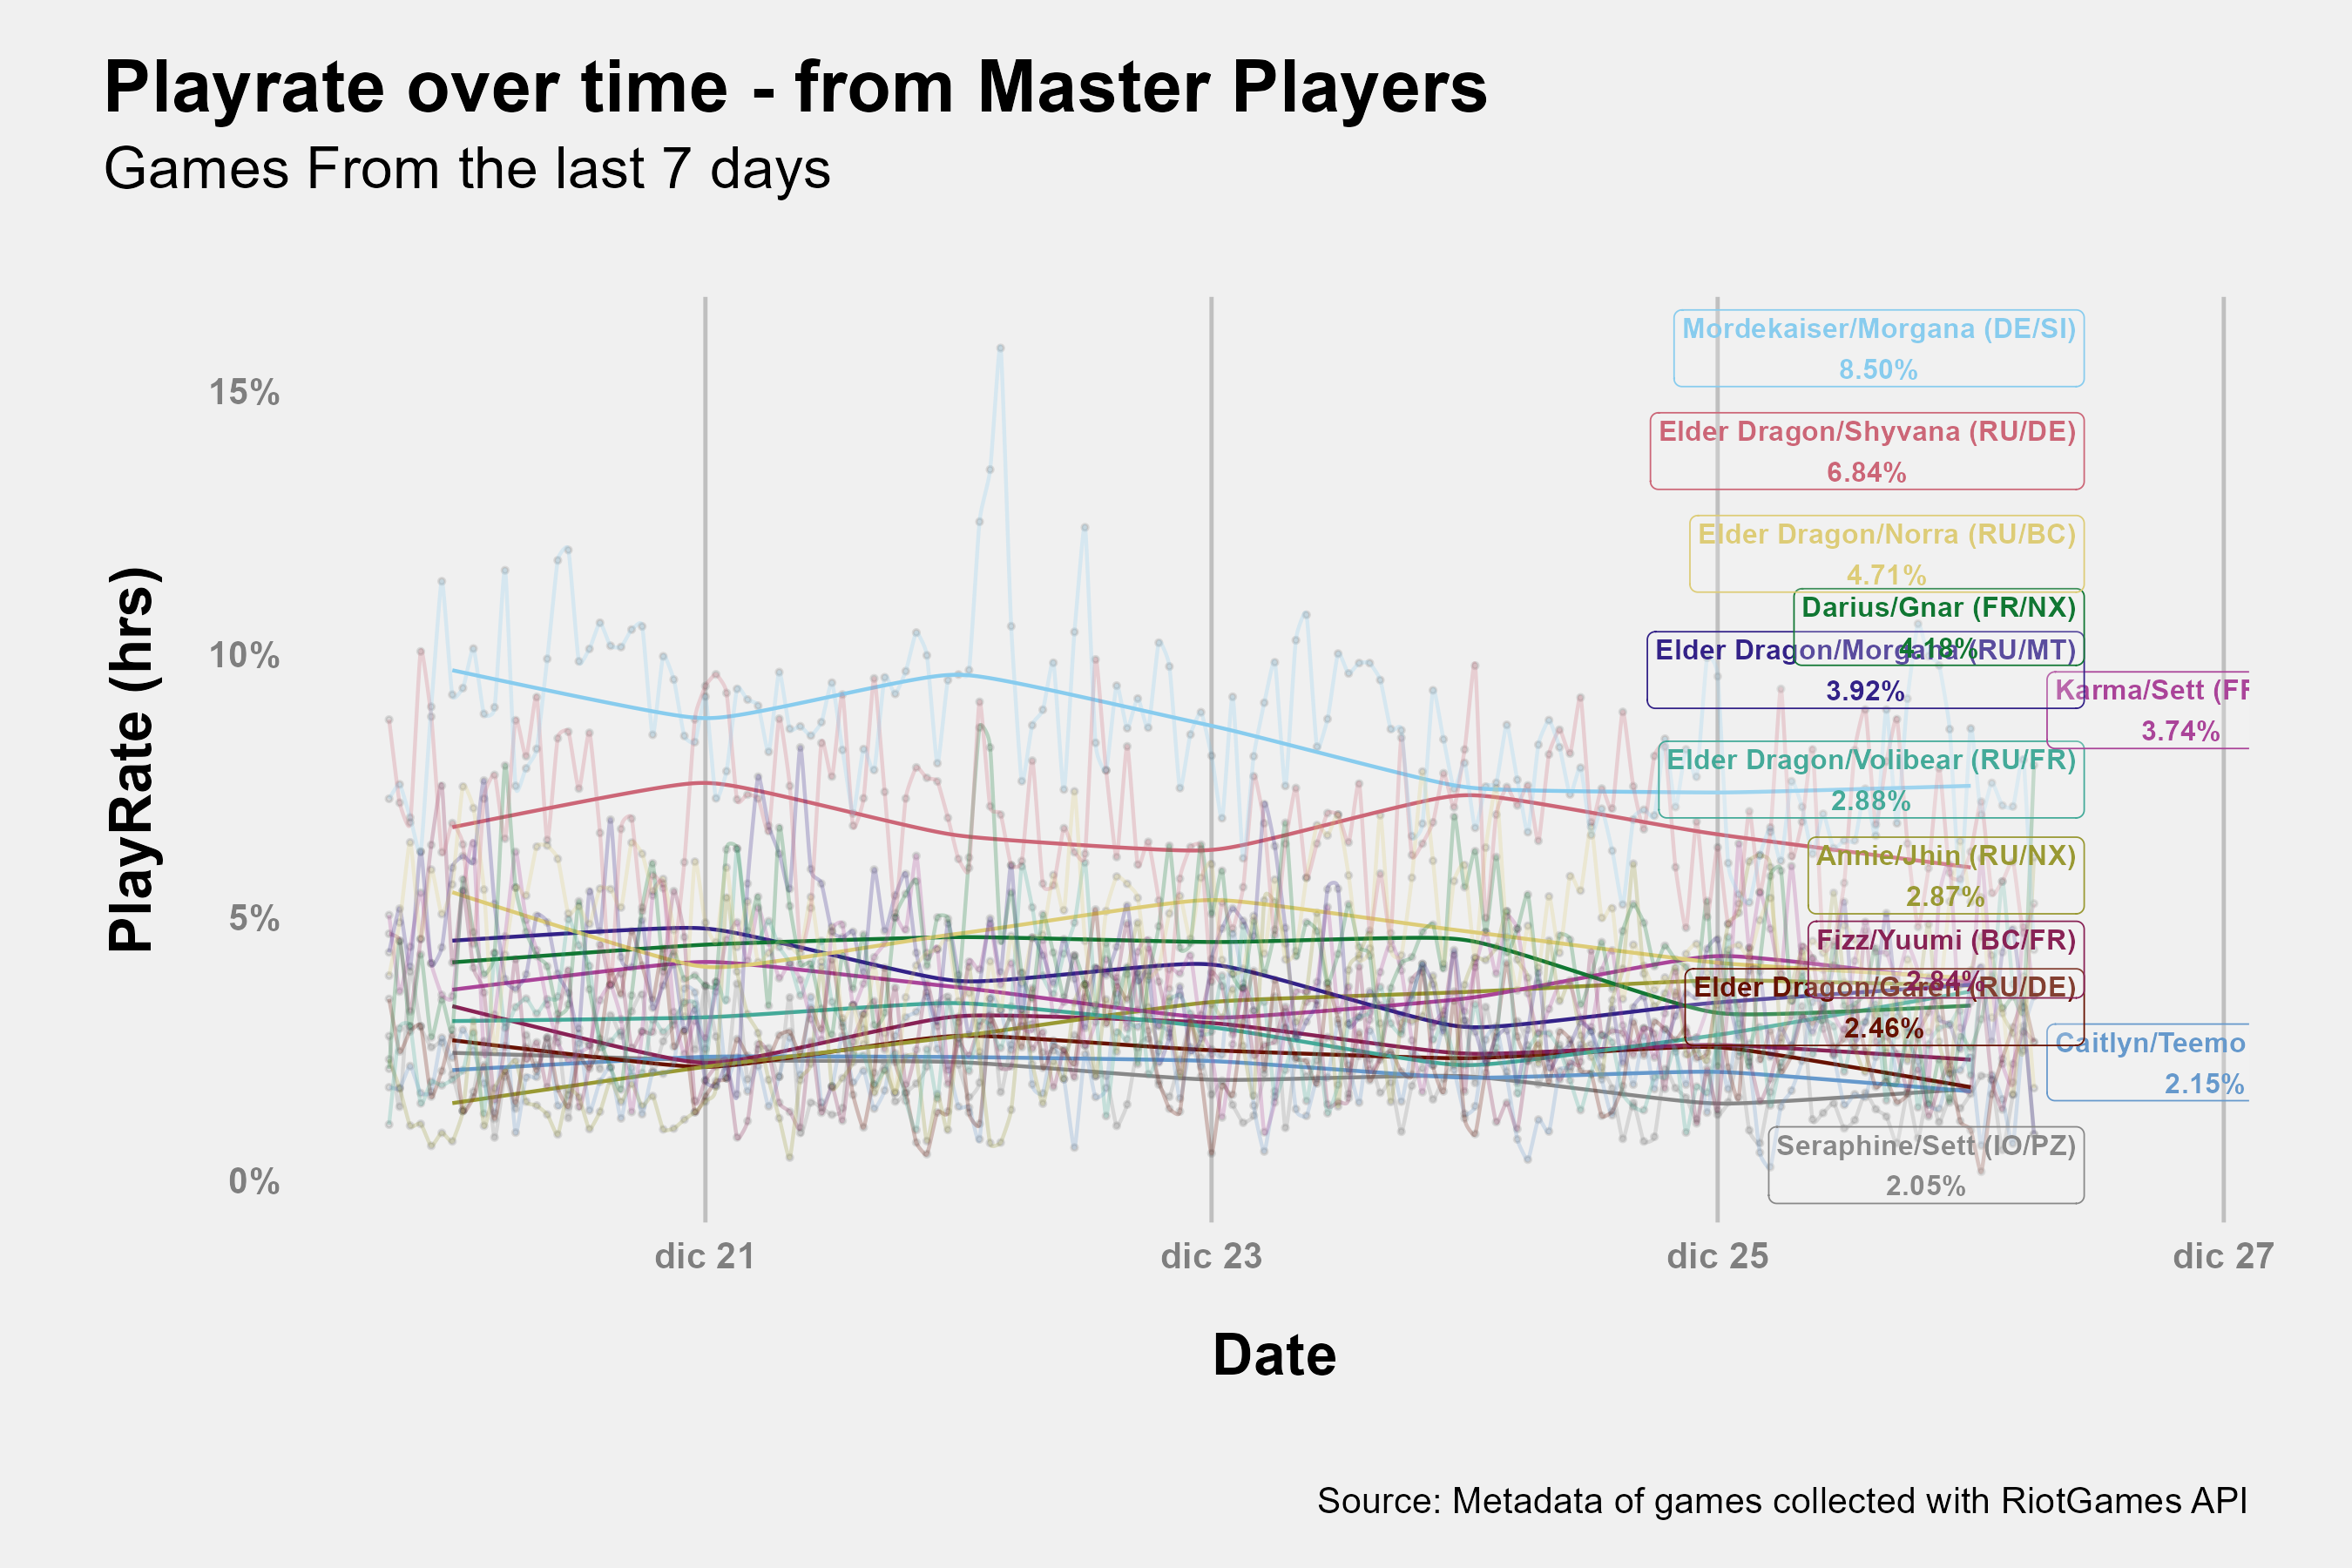 Playrate over time - from Master Players
Games From the last 7 days
PlayRate (hrs)
15%
10%
5%
0%
Mordekaiser/Morgana (DE/SI)
8.50%
Elder Dragon/Shyvana (RU/DE)
6.84%
Elder Dragon/Norra (RU/BC)
4.71%
Darius/Gnar (FR/NX)
4.18%
Elder Dragon/Morgana (RU/MT)
3.92%
Karma/Sett (FR
3.74%
Elder Dragon/Volibear (RU/FR)
2.88%
Annie/Jhin (RU/NX)
2.87%
Fizz/Yuumi (BC/FR)
2.84%
Elder Dragon/Garen (RU/DE)
2.46%
Caitlyn/Teemo
2.15%
Seraphine/Sett (IO/PZ)
2.05%
dic 21
dic 23
dic 25
dic 27
Date
Source: Metadata of games collected with RiotGames API